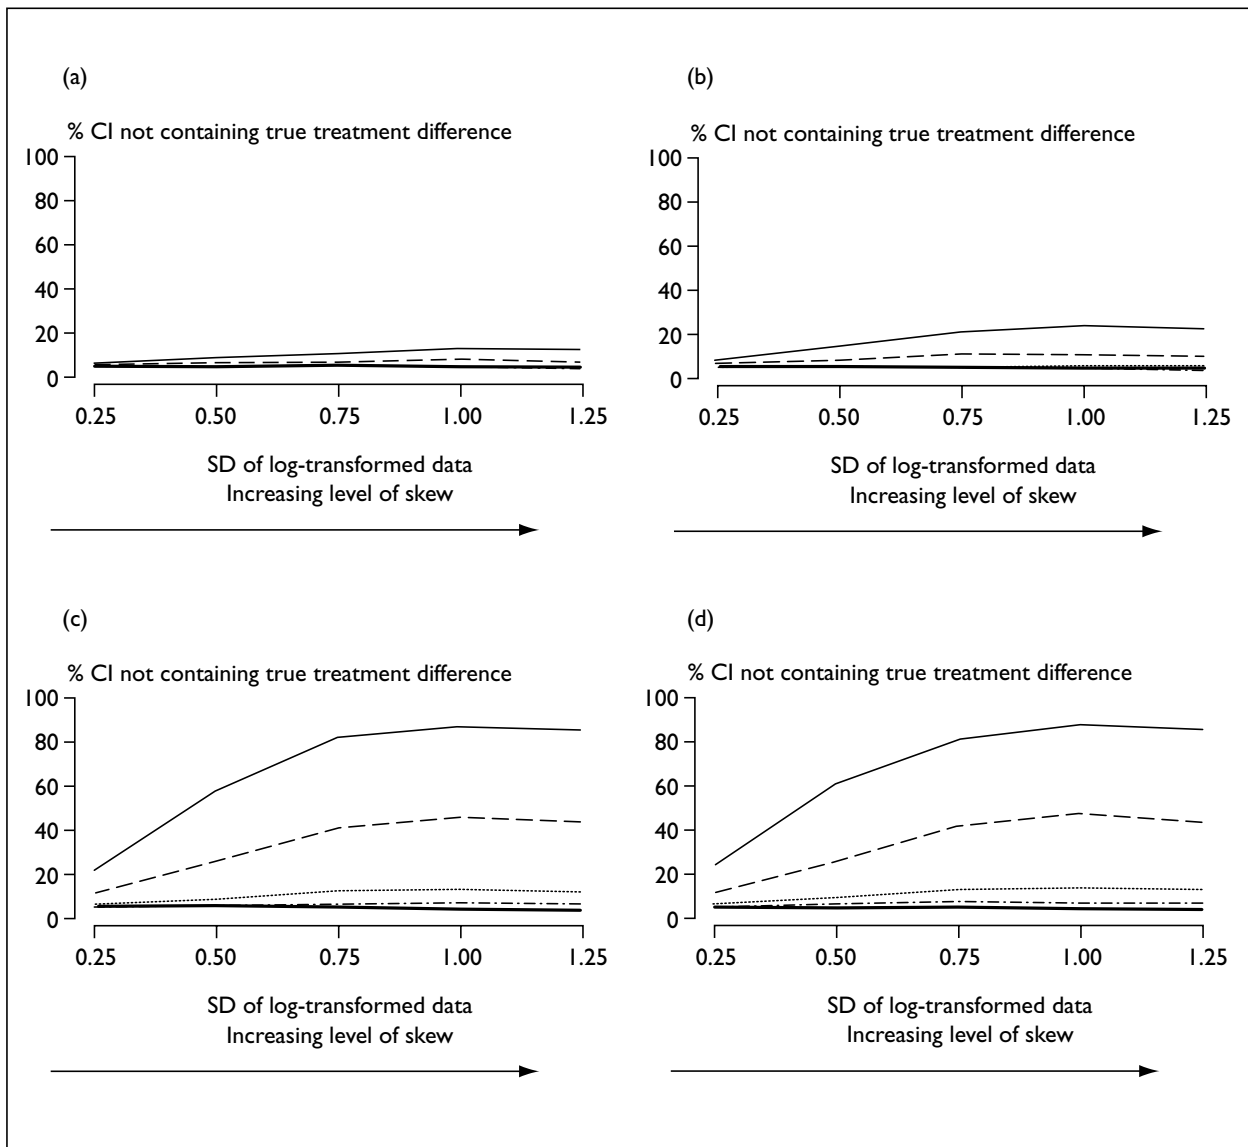 (a)
% CI not containing true treatment difference
100
80
60
40
20
0
0.25 0.50 0.75 1.00 1.25
SD of log-transformed data
Increasing level of skew
(b)
% CI not containing true treatment difference
100
80
60
40
20
0
0.25 0.50 0.75 1.00 1.25
SD of log-transformed data
Increasing level of skew
(c)
% CI not containing true treatment difference
100
80
60
40
20
0
0.25 0.50 0.75 1.00 1.25
SD of log-transformed data
Increasing level of skew
(d)
% CI not containing true treatment difference
100
80
60
40
20
0
0.25 0.50 0.75 1.00 1.25
SD of log-transformed data
Increasing level of skew